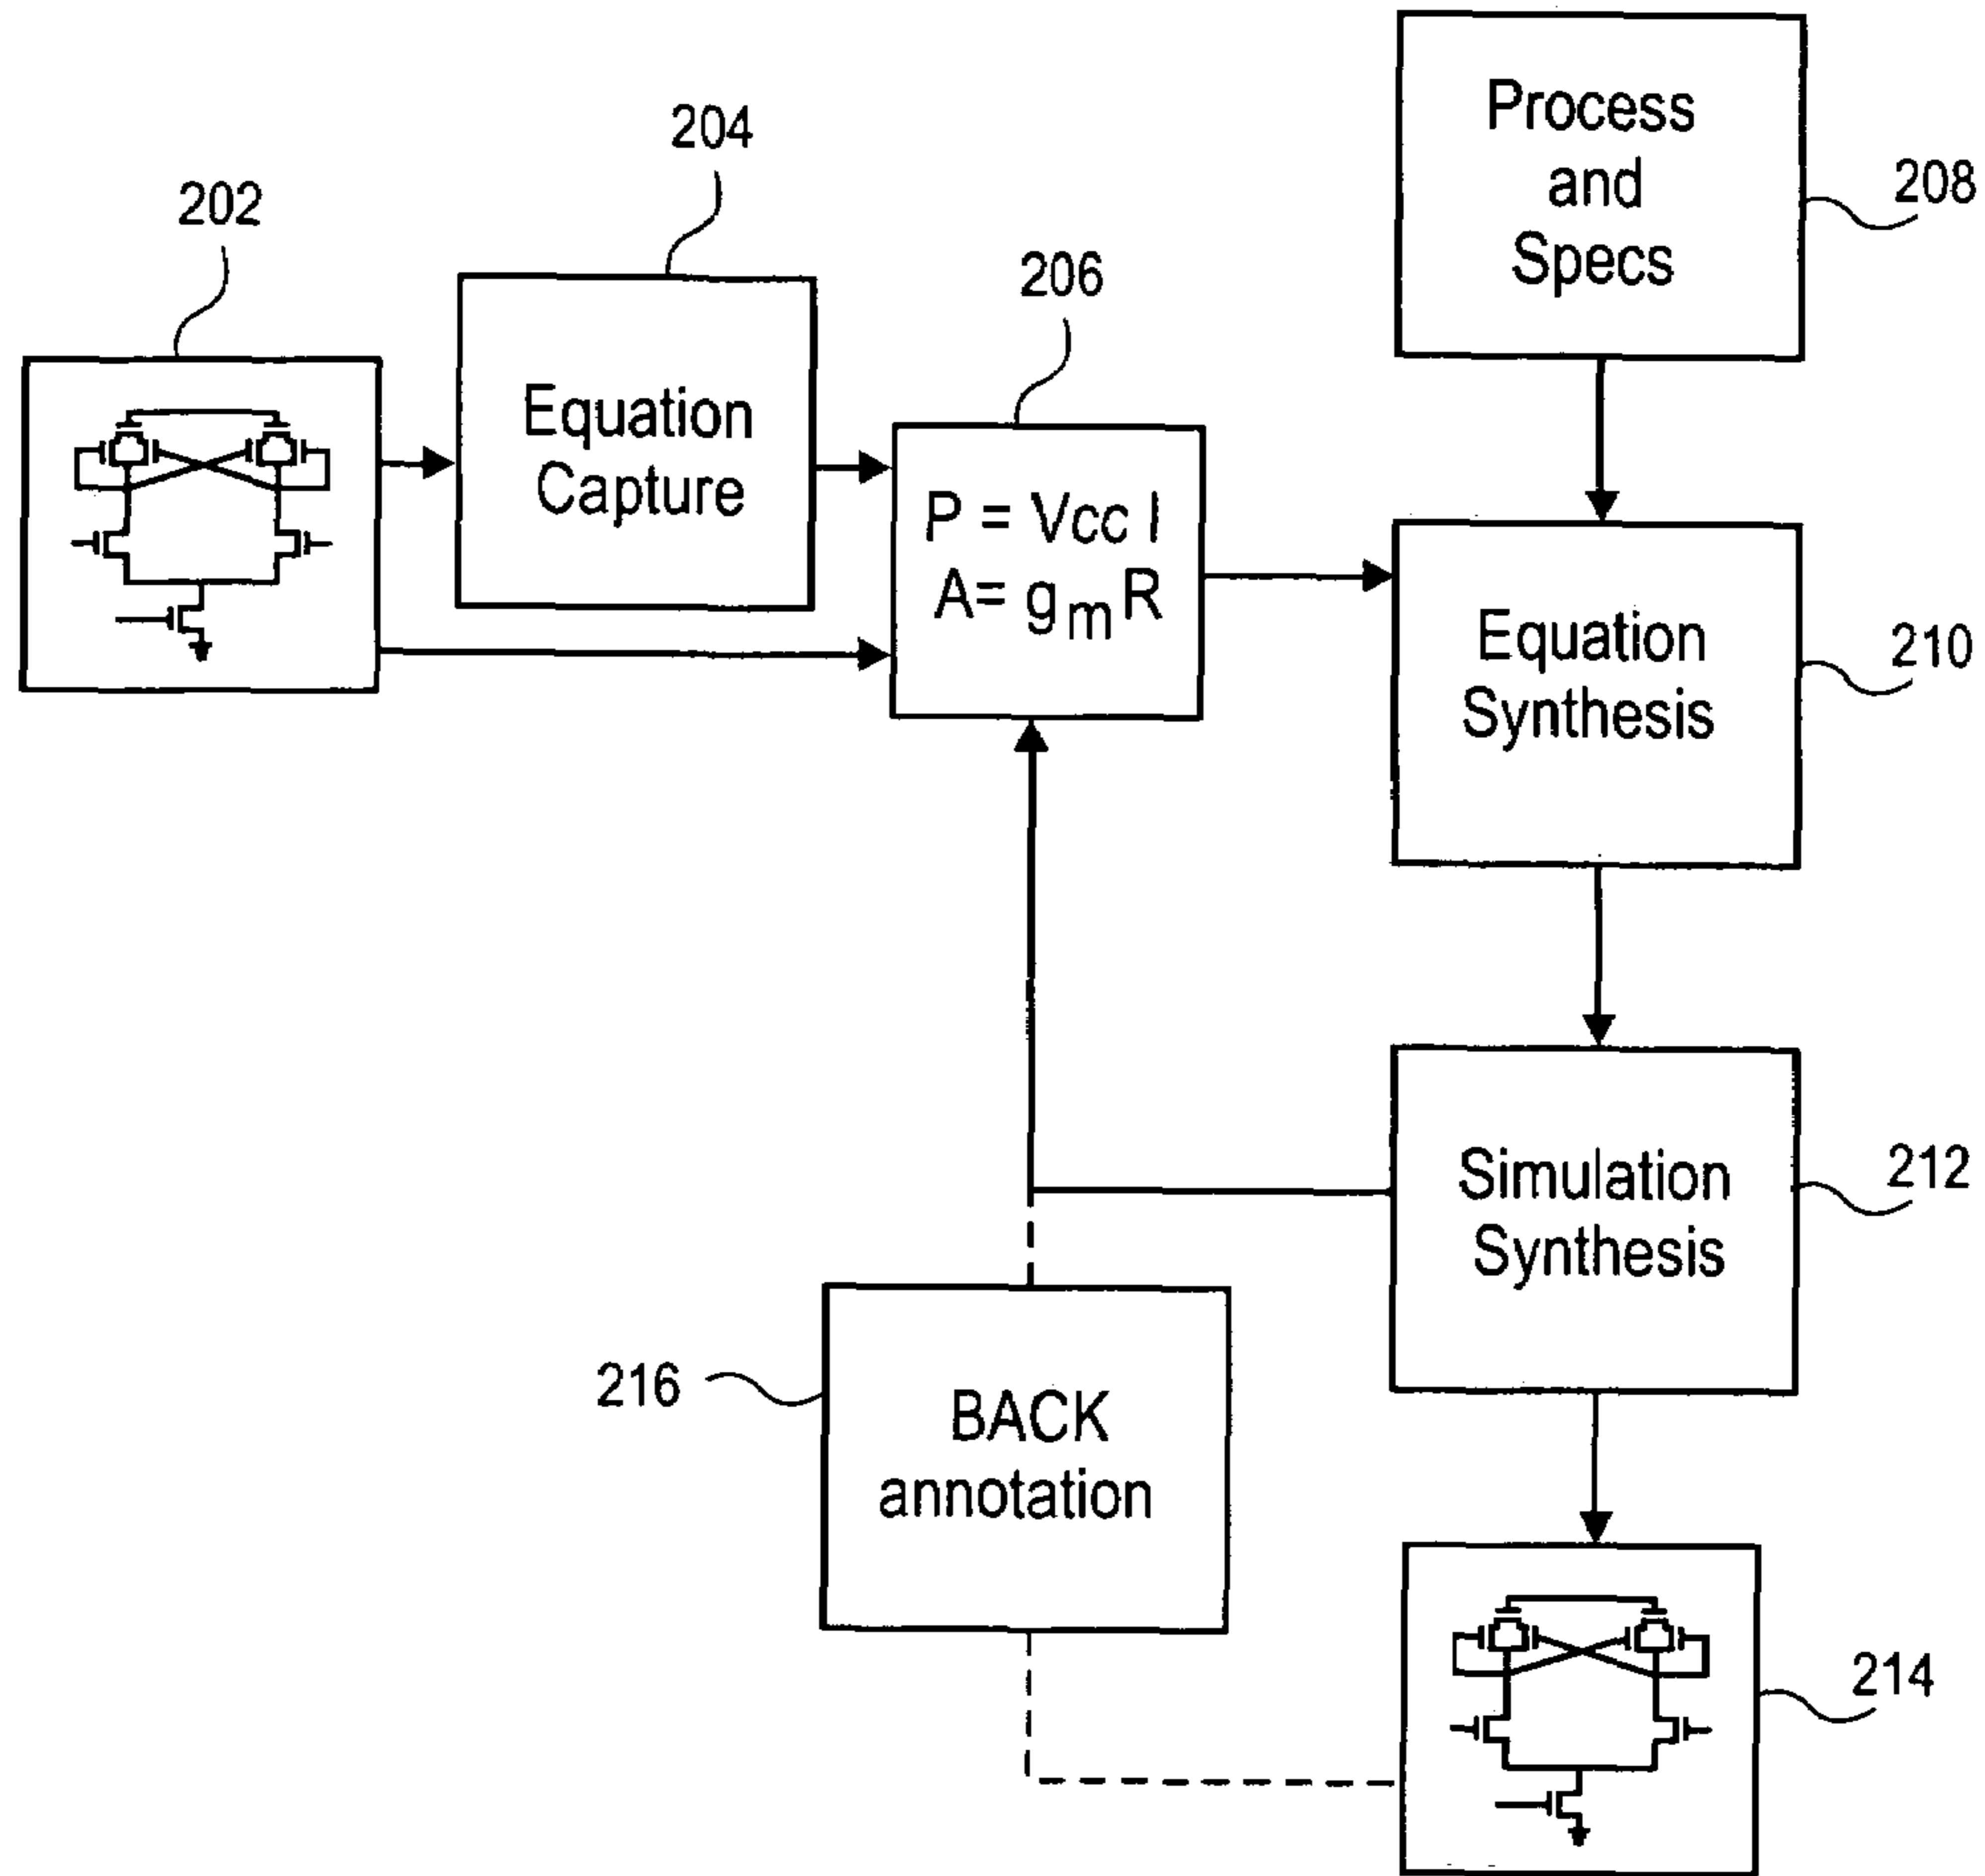 202
204
Equation
Capture
206
P = Vcc I
A= gm R
Process
and
Specs
208
Equation
Synthesis
210
Simulation
Synthesis
212
216
BACK
annotation
214